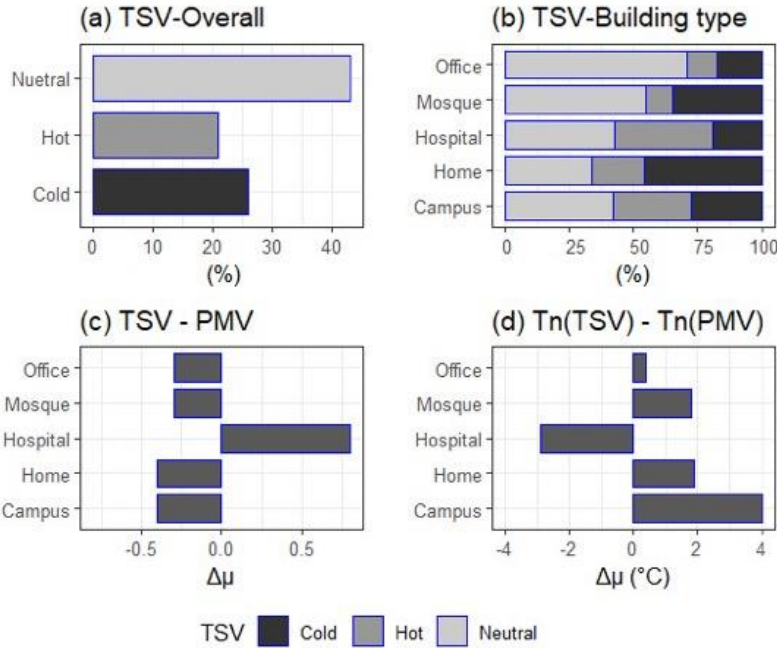 (a) TSV-Overall
Nuetral
Hot
Cold
0 10 20 30 40
(%)
(b) TSV-Building type
Office
Mosque
Hospital
Home
Campus
0 25 50 75 100
(%)
(c) TSV - PMV
Office
Mosque
Hospital
Home
Campus
-0.5 0.0 0.5
Δμ
(d) Tn(TSV) - Tn(PMV)
Office
Mosque
Hospital
Home
Campus
-4 -2 0 2 4
Δμ (°C)
TSV Cold Hot Neutral